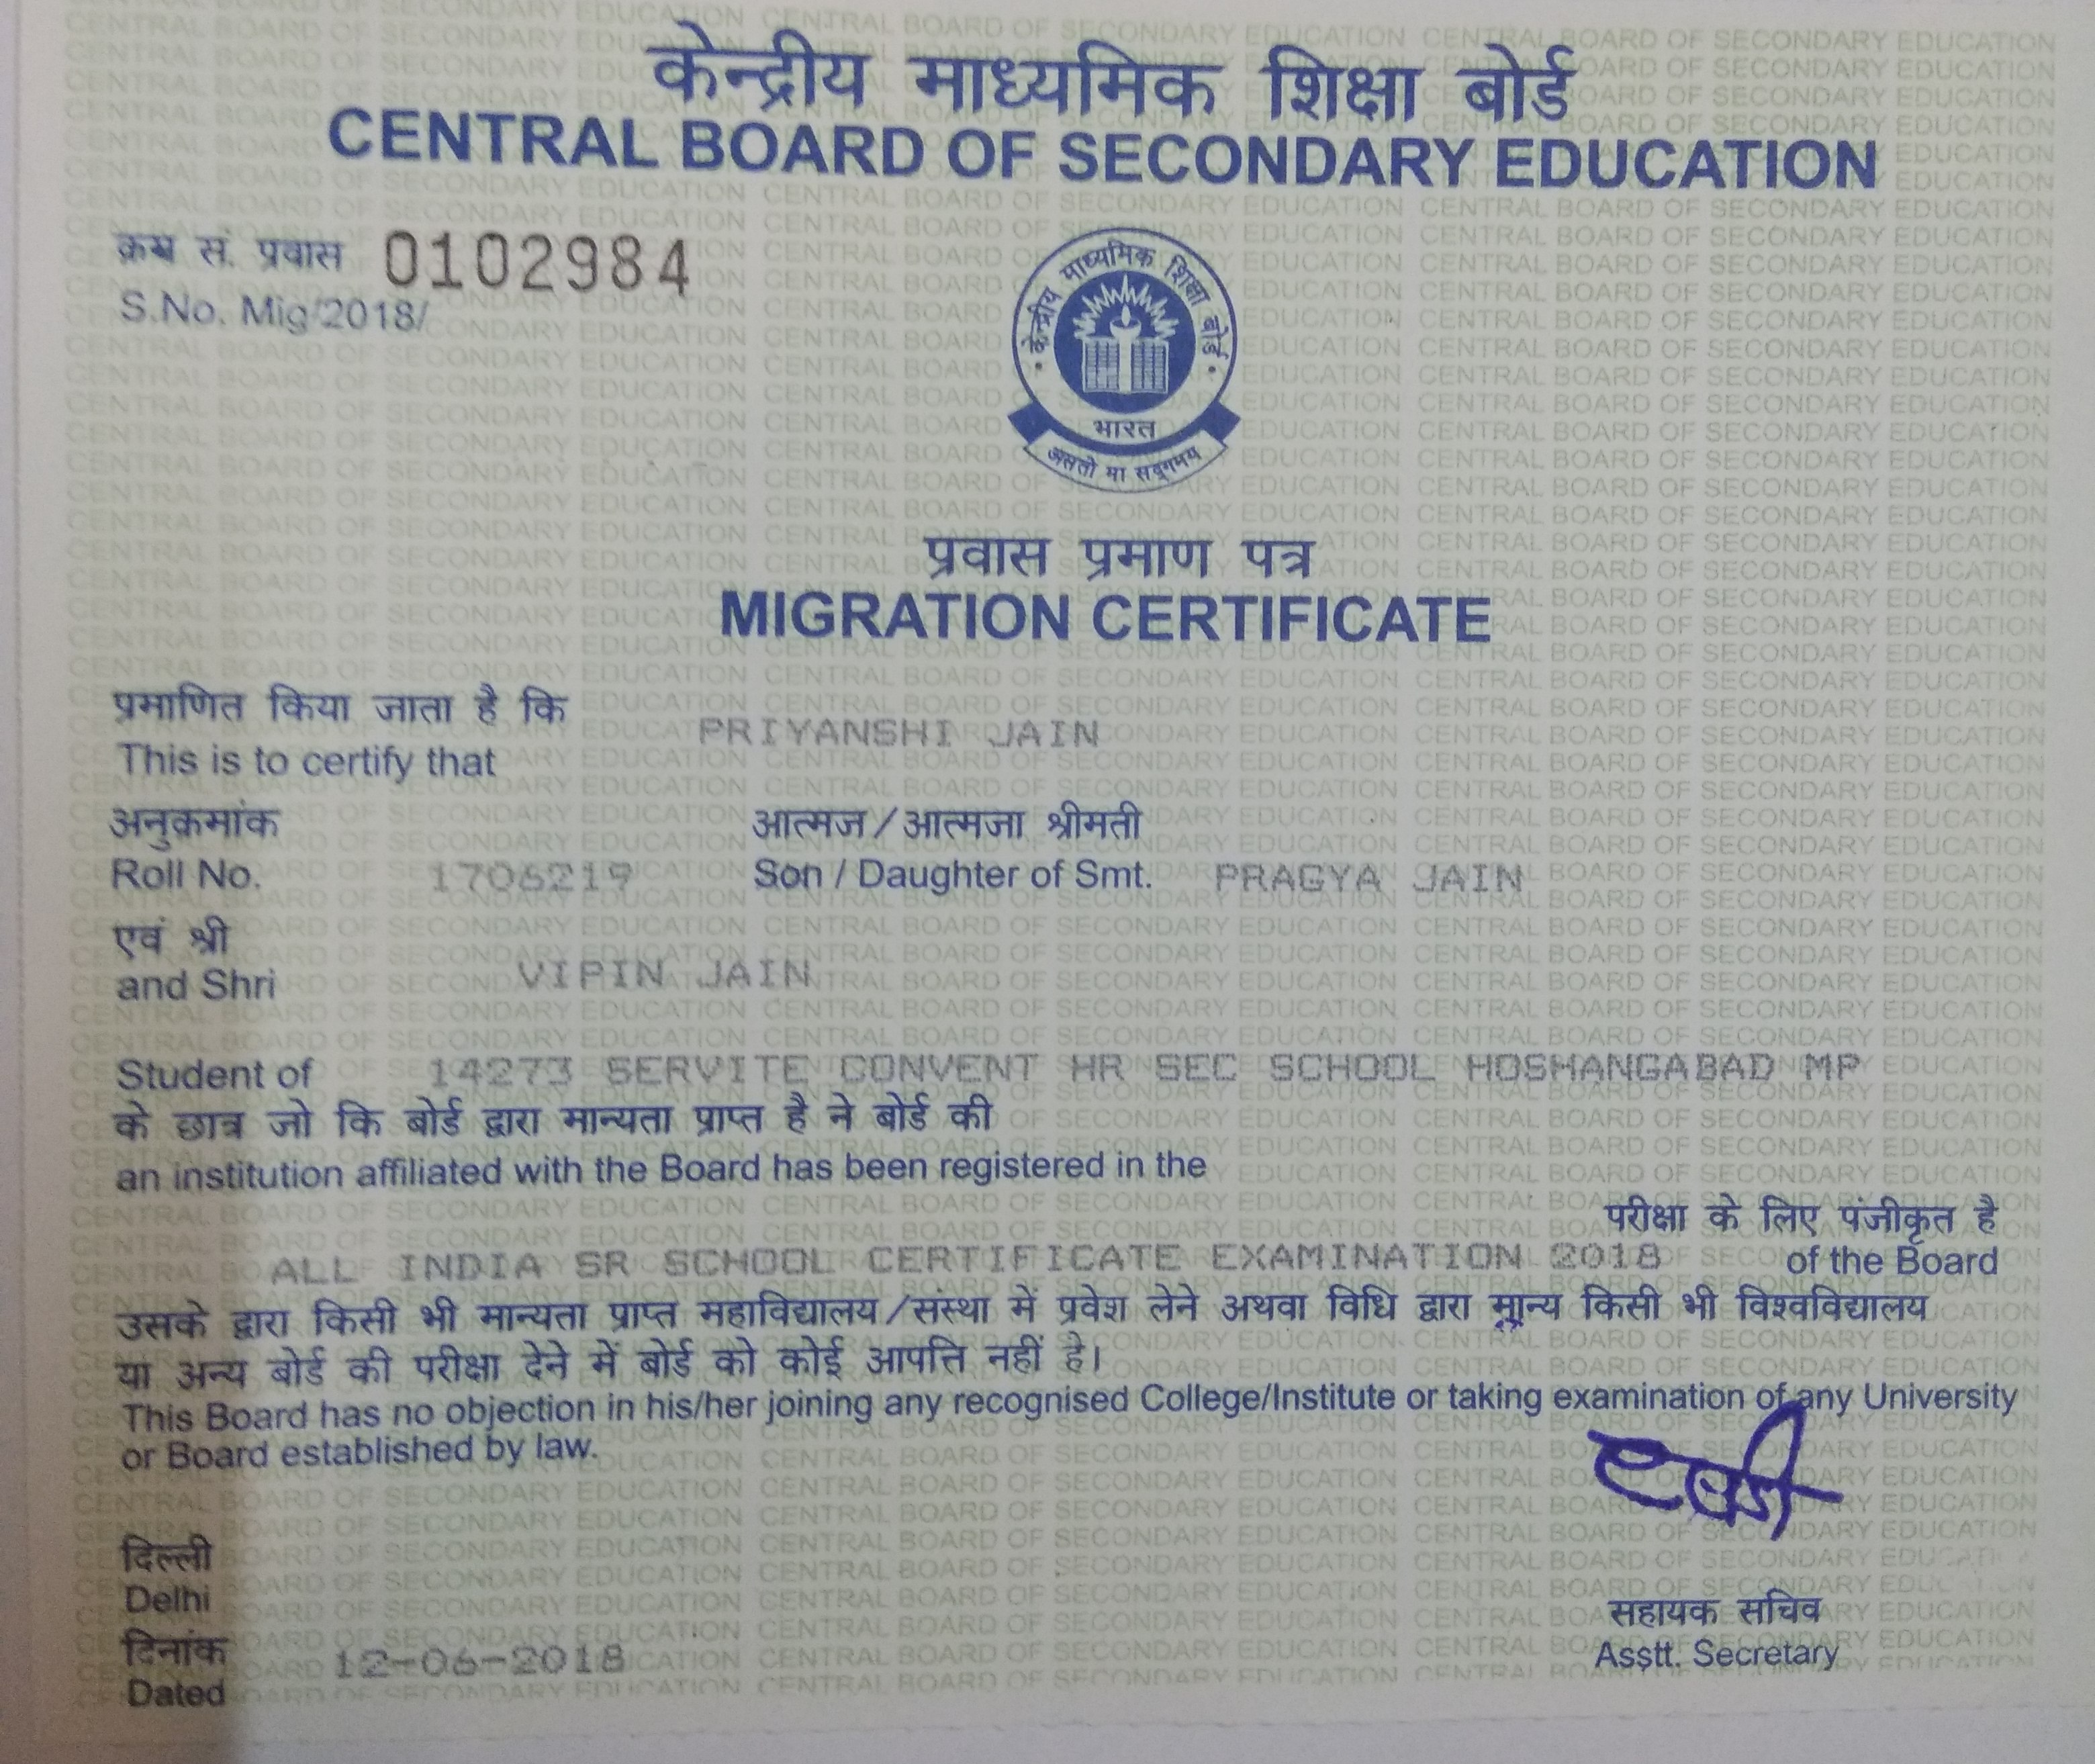 केन्द्रीय माध्यमिक शिक्षा बोर्ड
CENTRAL BOARD OF SECONDARY EDUCATION
क्रम सं. प्रवास 0102984
S.No. Mig/2018/
केन्द्रीय माध्यमिक शिक्षा बोर्ड
भारत
असतो मा सद्गमय
प्रवास प्रमाण पत्र
MIGRATION CERTIFICATE
प्रमाणित किया जाता है कि
This is to certify that PRIYANSHI JAIN
अनुक्रमांक आत्मज/आत्मजा श्रीमती
Roll No. 1706219 Son / Daughter of Smt. PRAGYA JAIN
एवं श्री
and Shri VIPIN JAIN
Student of 14273 SERVITE CONVENT HR SEC SCHOOL HOSHANGABAD MP
के छात्र जो कि बोर्ड द्वारा मान्यता प्राप्त है ने बोर्ड की
an institution affiliated with the Board has been registered in the
परीक्षा के लिए पंजीकृत है
ALL INDIA SR SCHOOL CERTIFICATE EXAMINATION 2018 of the Board
उसके द्वारा किसी भी मान्यता प्राप्त महाविद्यालय/संस्था में प्रवेश लेने अथवा विधि द्वारा मान्य किसी भी विश्वविद्यालय
या अन्य बोर्ड की परीक्षा देने में बोर्ड को कोई आपत्ति नहीं है।
This Board has no objection in his/her joining any recognised College/Institute or taking examination of any University
or Board established by law.
दिल्ली
Delhi
सहायक सचिव
Asstt. Secretary
दिनांक
Dated 12-06-2018